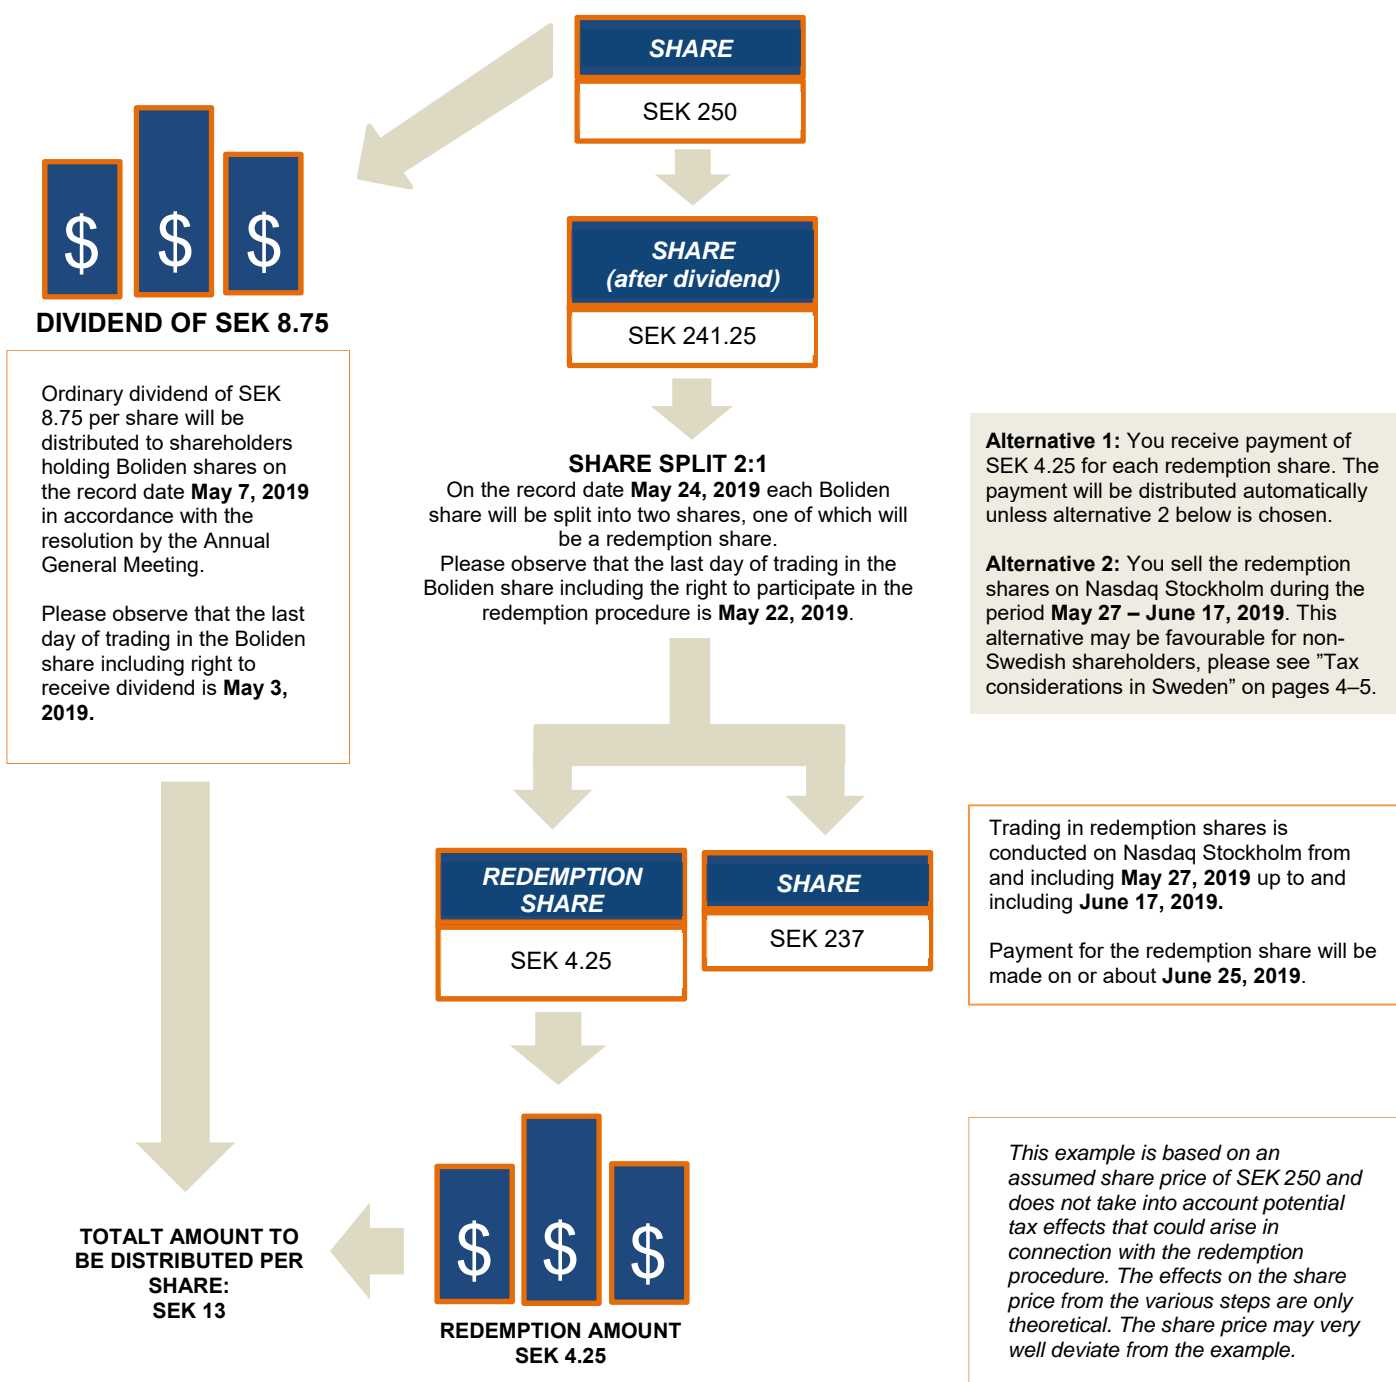 SHARE
SEK 250
$ $ $
DIVIDEND OF SEK 8.75
SHARE
(after dividend)
SEK 241.25
Ordinary dividend of SEK
8.75 per share will be
distributed to shareholders
holding Boliden shares on
the record date May 7, 2019
in accordance with the
resolution by the Annual
General Meeting.
Please observe that the last
day of trading in the Boliden
share including right to
receive dividend is May 3,
2019.
SHARE SPLIT 2:1
On the record date May 24, 2019 each Boliden
share will be split into two shares, one of which will
be a redemption share.
Please observe that the last day of trading in the
Boliden share including the right to participate in the
redemption procedure is May 22, 2019.
Alternative 1: You receive payment of
SEK 4.25 for each redemption share. The
payment will be distributed automatically
unless alternative 2 below is chosen.
Alternative 2: You sell the redemption
shares on Nasdaq Stockholm during the
period May 27 – June 17, 2019. This
alternative may be favourable for non-
Swedish shareholders, please see ”Tax
considerations in Sweden” on pages 4–5.
REDEMPTION
SHARE
SEK 4.25
SHARE
SEK 237
Trading in redemption shares is
conducted on Nasdaq Stockholm from
and including May 27, 2019 up to and
including June 17, 2019.
Payment for the redemption share will be
made on or about June 25, 2019.
TOTALT AMOUNT TO
BE DISTRIBUTED PER
SHARE:
SEK 13
$ $ $
REDEMPTION AMOUNT
SEK 4.25
This example is based on an
assumed share price of SEK 250 and
does not take into account potential
tax effects that could arise in
connection with the redemption
procedure. The effects on the share
price from the various steps are only
theoretical. The share price may very
well deviate from the example.